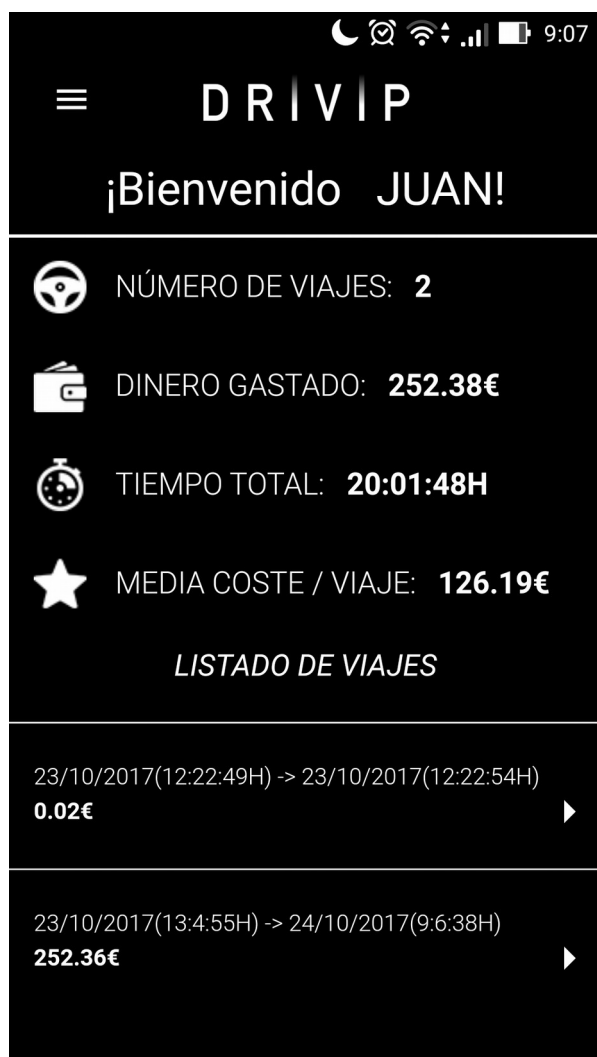 9:07
DRIVIP
¡Bienvenido JUAN!
NÚMERO DE VIAJES: 2
DINERO GASTADO: 252.38€
TIEMPO TOTAL: 20:01:48H
MEDIA COSTE / VIAJE: 126.19€
LISTADO DE VIAJES
23/10/2017(12:22:49H) -> 23/10/2017(12:22:54H)
0.02€
23/10/2017(13:4:55H) -> 24/10/2017(9:6:38H)
252.36€